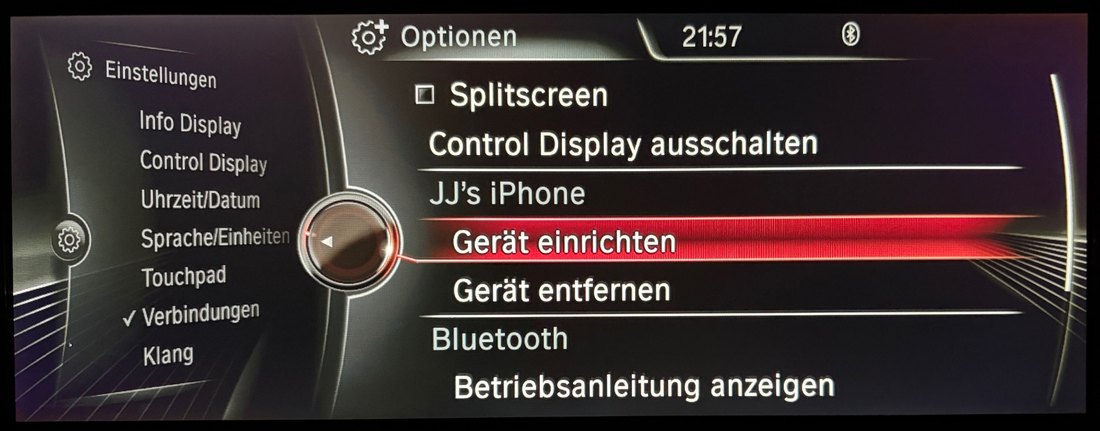 Einstellungen
Info Display
Control Display
Uhrzeit/Datum
Sprache/Einheiten
Touchpad
Verbindungen
Klang
Optionen
21:57
Splitscreen
Control Display ausschalten
JJ's iPhone
Gerät einrichten
Gerät entfernen
Bluetooth
Betriebsanleitung anzeigen